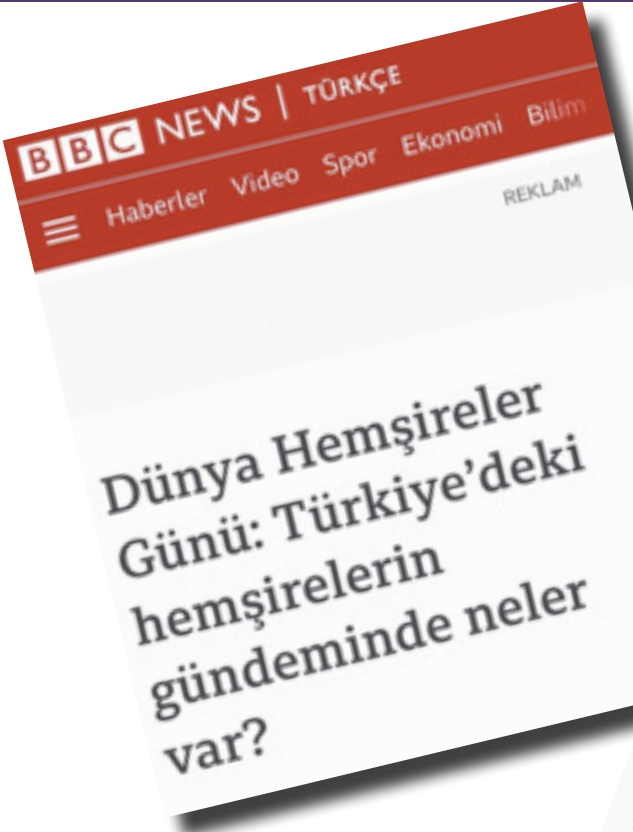 BBC NEWS | TÜRKÇE
Haberler Video Spor Ekonomi Bilim
REKLAM
Dünya Hemşireler
Günü: Türkiye’deki
hemşirelerin
gündeminde neler
var?